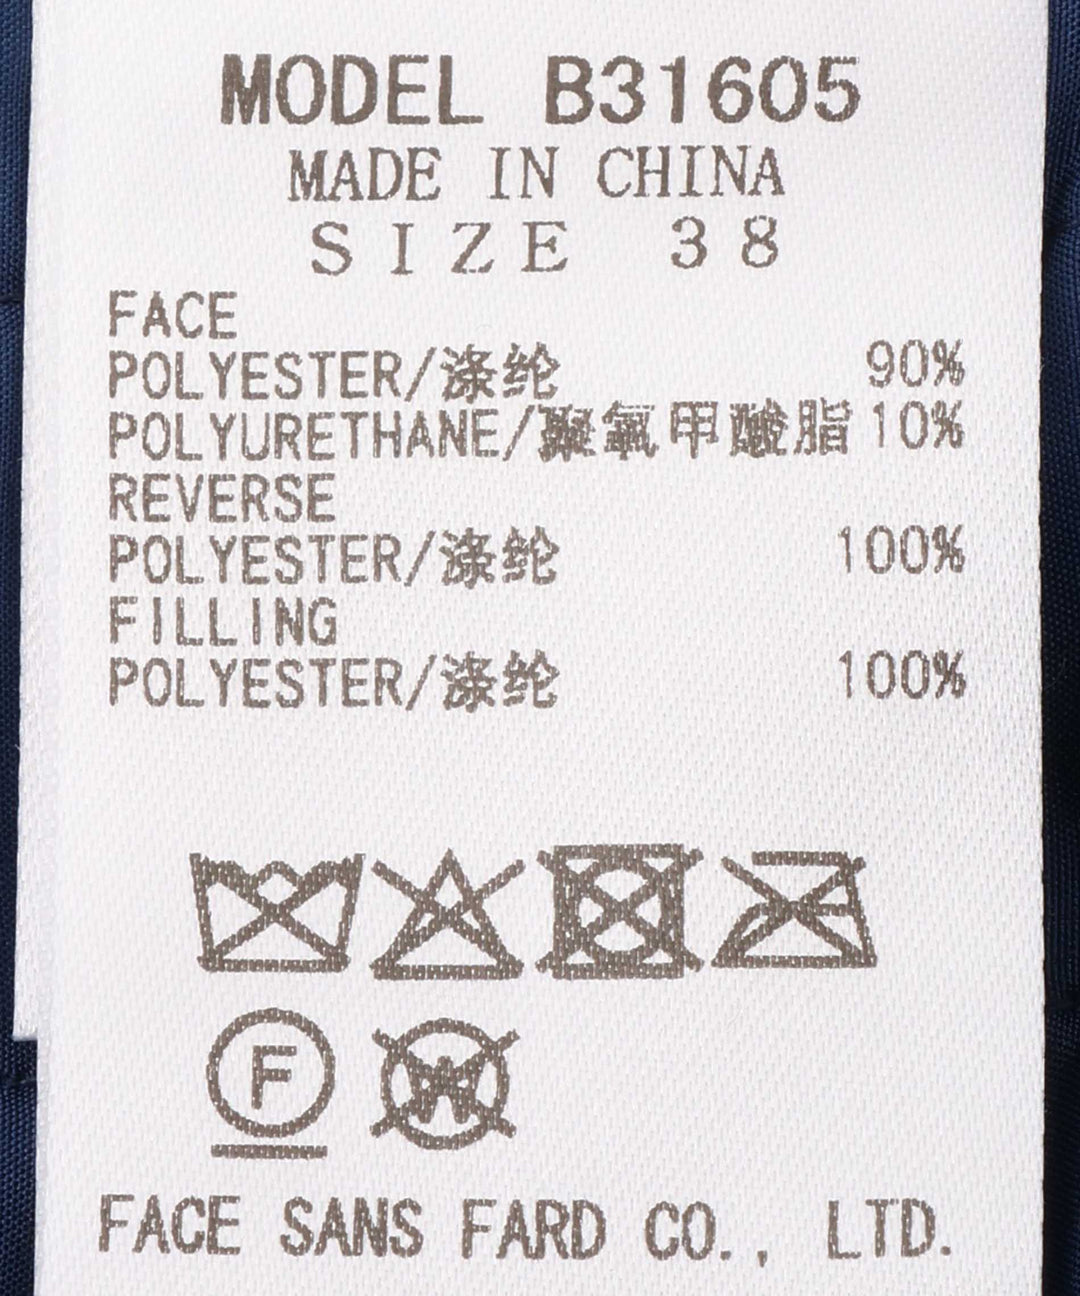 MODEL B31605
MADE IN CHINA
SIZE 38
FACE
POLYESTER/涤纶 90%
POLYURETHANE/聚氧甲酸脂 10%
REVERSE
POLYESTER/涤纶 100%
FILLING
POLYESTER/涤纶 100%
F W
FACE SANS FARD CO., LTD.